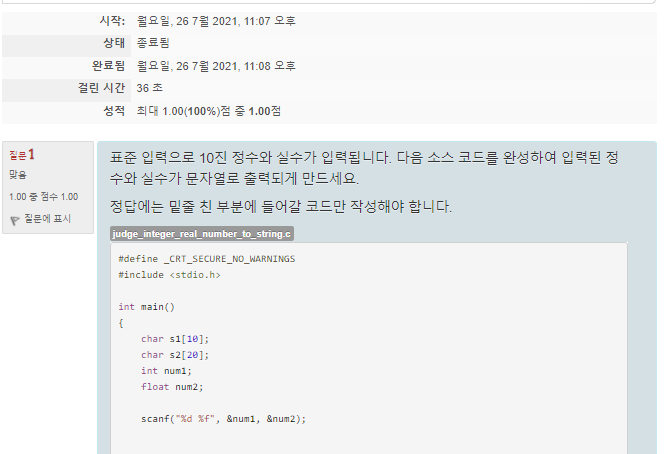 시작: 월요일, 26 7월 2021, 11:07 오후
상태 종료됨
완료됨 월요일, 26 7월 2021, 11:08 오후
걸린 시간 36 초
성적 최대 1.00(100%)점 중 1.00점
질문 1
맞음
1.00 중 점수 1.00
질문에 표시
표준 입력으로 10진 정수와 실수가 입력됩니다. 다음 소스 코드를 완성하여 입력된 정
수와 실수가 문자열로 출력되게 만드세요.
정답에는 밑줄 친 부분에 들어갈 코드만 작성해야 합니다.
judge_integer_real_number_to_string.c
#define _CRT_SECURE_NO_WARNINGS
#include <stdio.h>
int main()
{
char s1[10];
char s2[20];
int num1;
float num2;
scanf("%d %f", &num1, &num2);